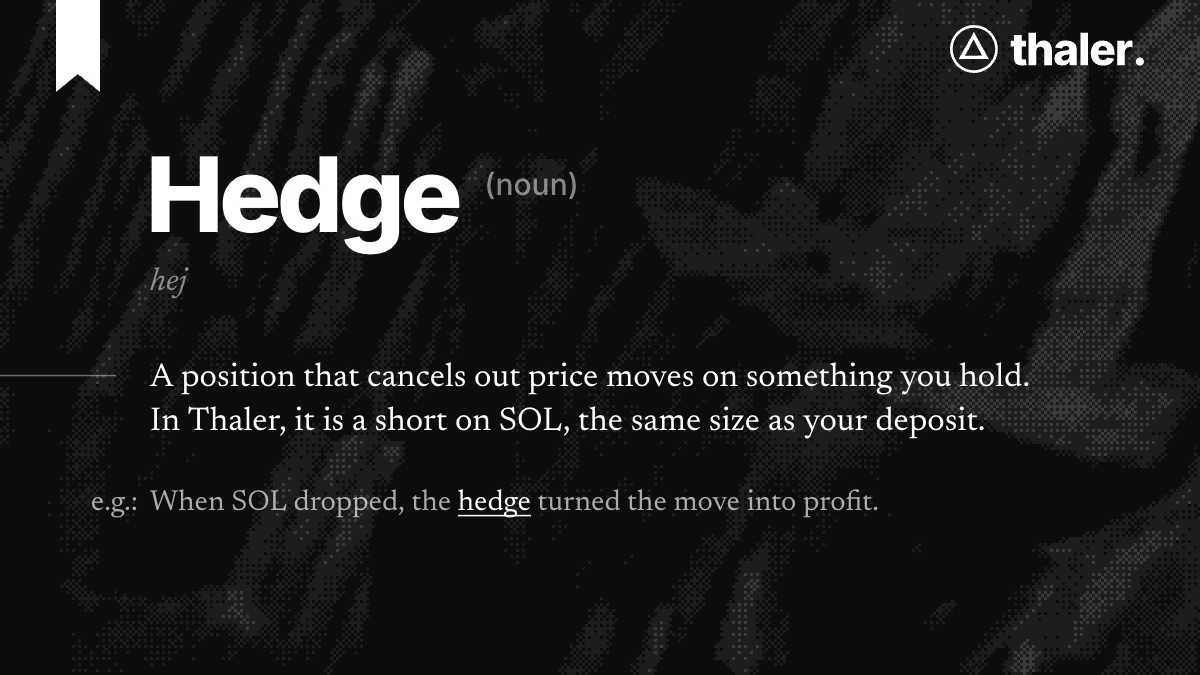 thaler.
Hedge (noun)
hej
A position that cancels out price moves on something you hold.
In Thaler, it is a short on SOL, the same size as your deposit.
e.g.: When SOL dropped, the hedge turned the move into profit.